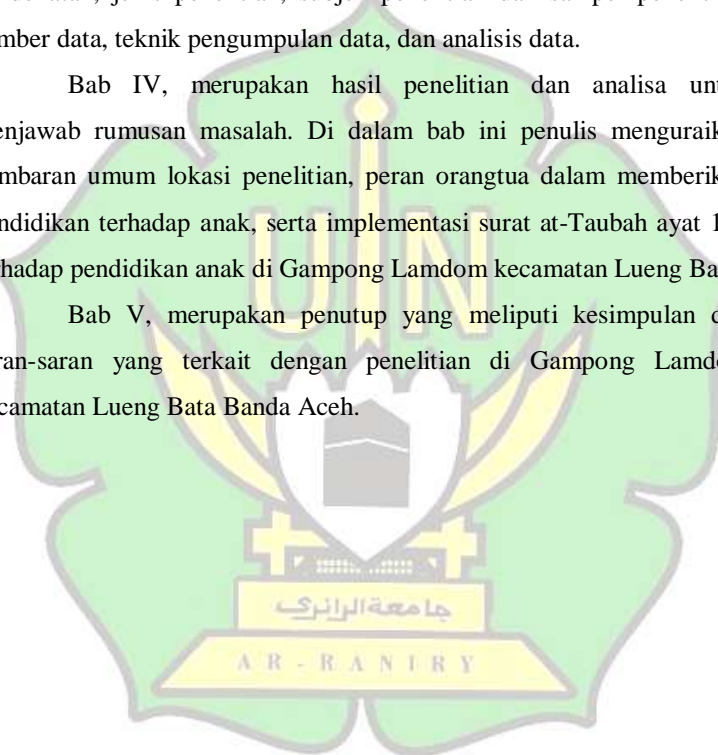 mber data, teknik pengumpulan data, dan analisis data.
Bab IV, merupakan hasil penelitian dan analisa unt
enjawab rumusan masalah. Di dalam bab ini penulis menguraik
mbaran umum lokasi penelitian, peran orangtua dalam memberik
ndidikan terhadap anak, serta implementasi surat at-Taubah ayat 1
rhadap pendidikan anak di Gampong Lamdom kecamatan Lueng Ba
Bab V, merupakan penutup yang meliputi kesimpulan d
ran-saran yang terkait dengan penelitian di Gampong Lamd
camatan Lueng Bata Banda Aceh.
UIN
جامعة الرانري
AR-RANIRY